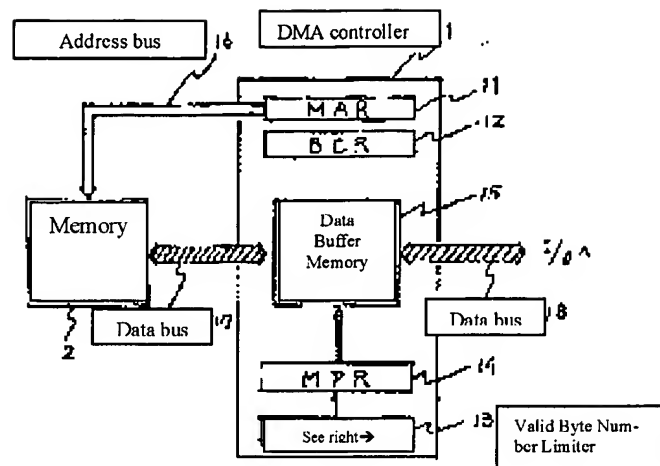 Address bus
16
DMA controller
1
MAR
11
BCR
12
Memory
Data
Buffer
Memory
15
2
Data bus
17
Data bus
18
MPR
14
See right→
13
Valid Byte Num-
ber Limiter